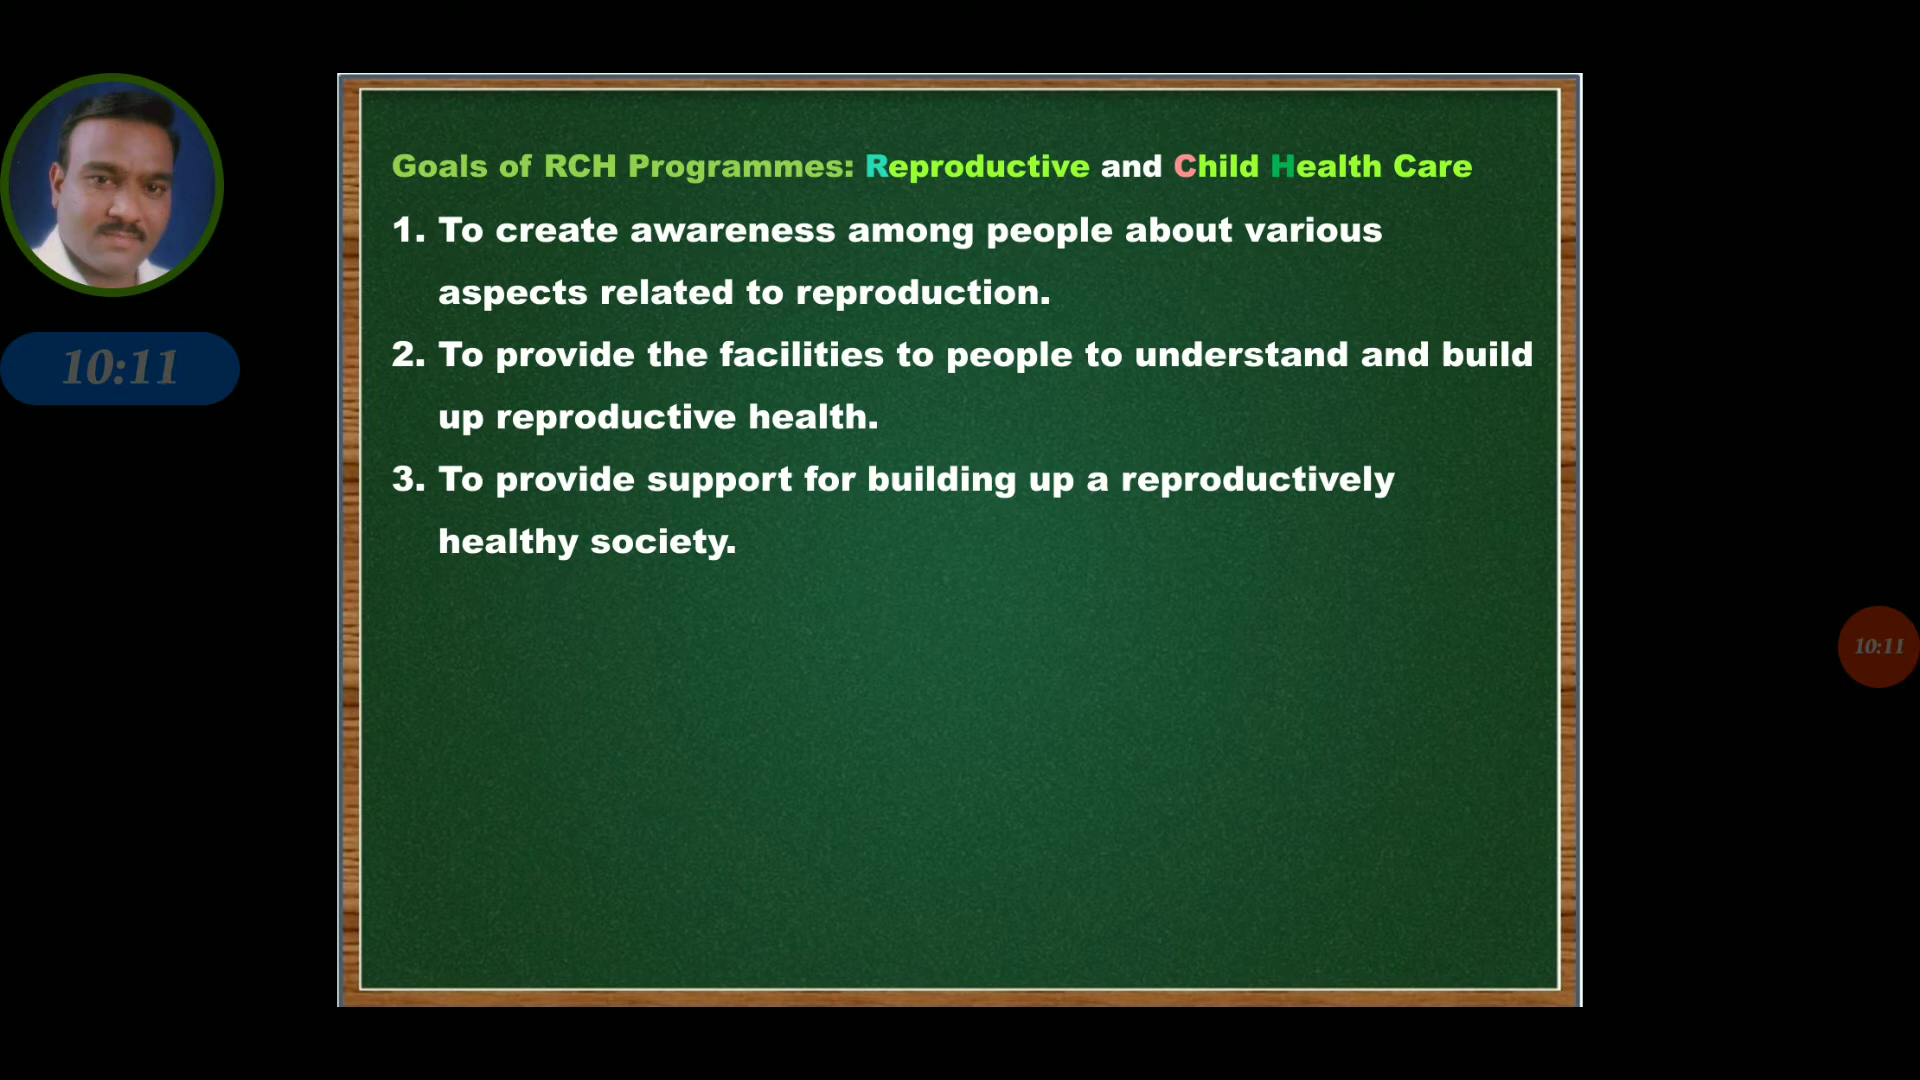 Goals of RCH Programmes: Reproductive and Child Health Care
1. To create awareness among people about various
aspects related to reproduction.
2. To provide the facilities to people to understand and build
up reproductive health.
3. To provide support for building up a reproductively
healthy society.
10:11
10:11